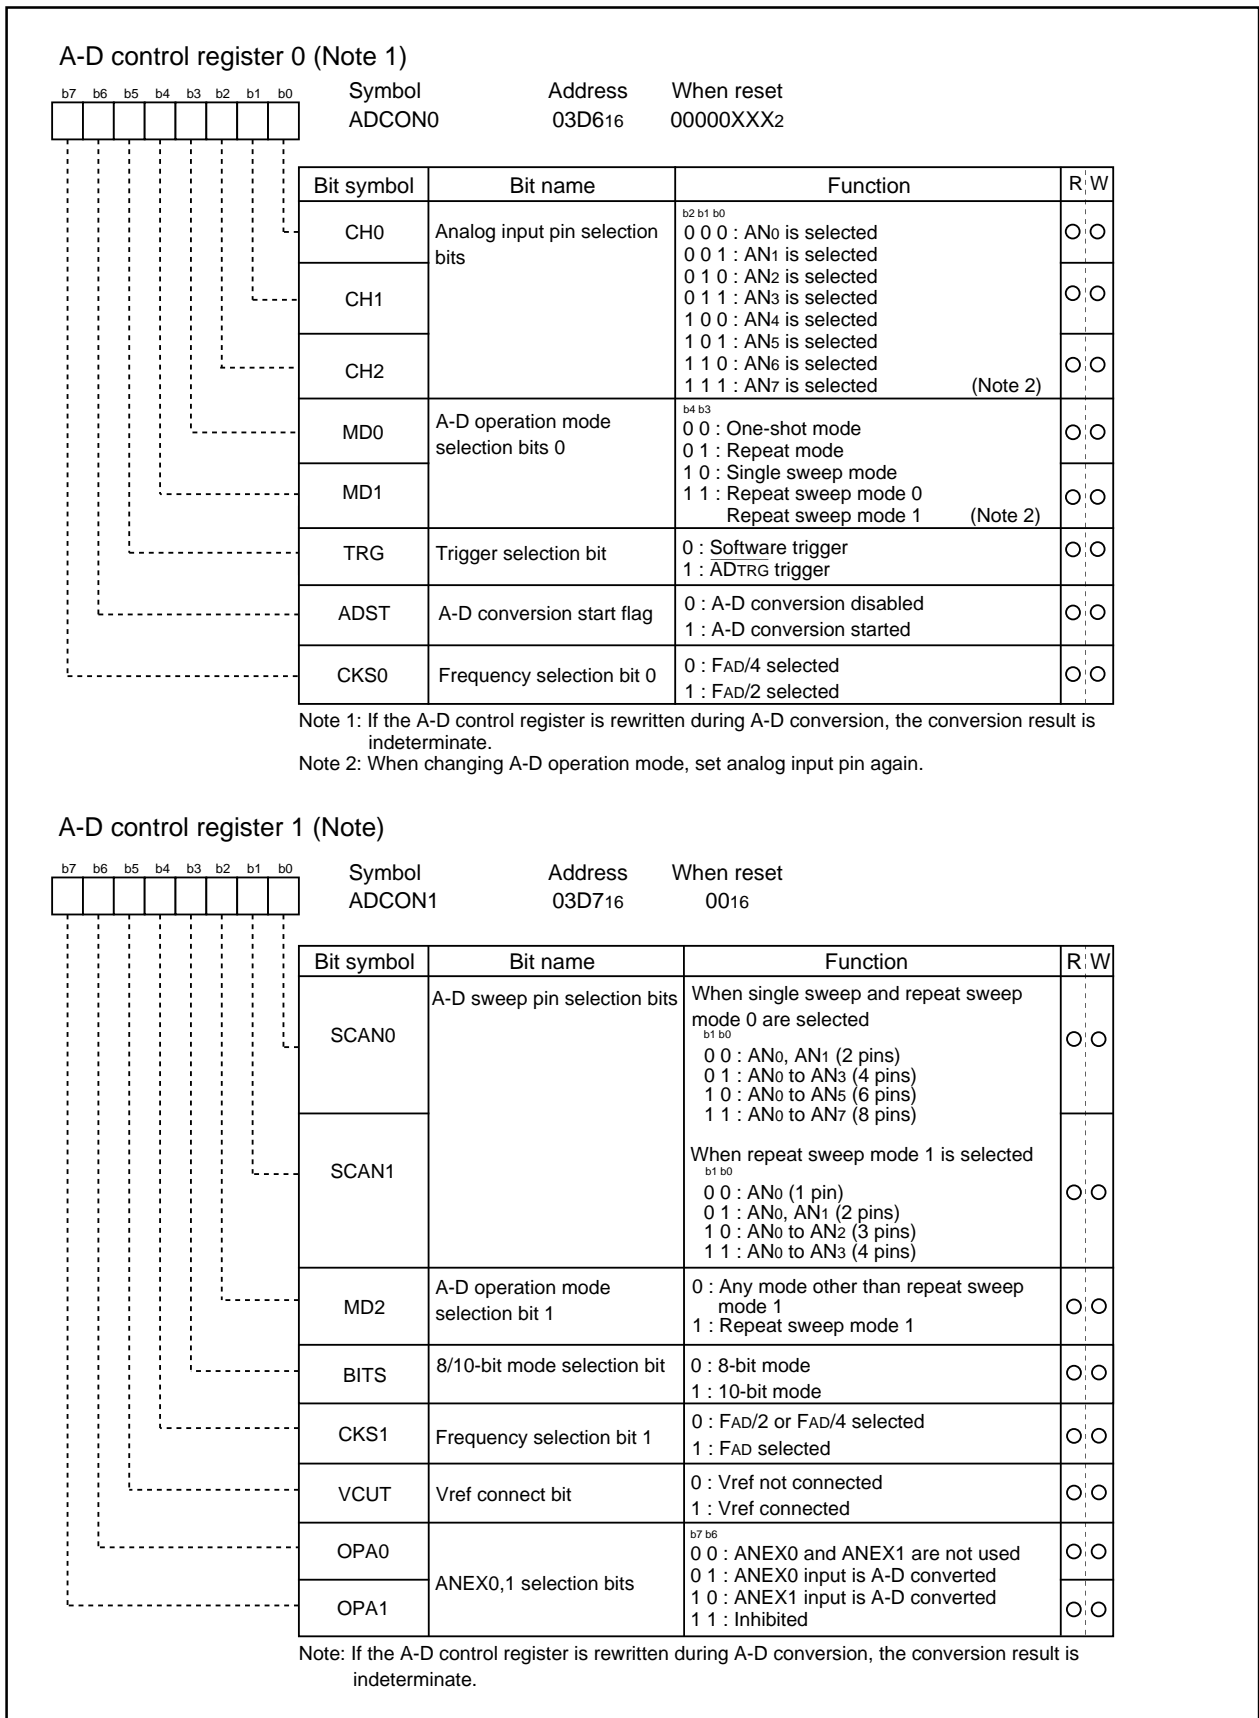 A-D control register 0 (Note 1)
b7 b6 b5 b4 b3 b2 b1 b0
Symbol Address When reset
ADCON0 03D616 00000XXX2
Bit symbol Bit name Function R W
CH0 Analog input pin selection bits
b2 b1 b0
0 0 0 : AN0 is selected
0 0 1 : AN1 is selected
0 1 0 : AN2 is selected
CH1
0 1 1 : AN3 is selected
1 0 0 : AN4 is selected
1 0 1 : AN5 is selected
CH2
1 1 0 : AN6 is selected
1 1 1 : AN7 is selected (Note 2)
MD0 A-D operation mode selection bits 0
b4 b3
0 0 : One-shot mode
0 1 : Repeat mode
MD1
1 0 : Single sweep mode
1 1 : Repeat sweep mode 0
Repeat sweep mode 1 (Note 2)
TRG Trigger selection bit
0 : Software trigger
1 : ADTRG trigger
ADST A-D conversion start flag
0 : A-D conversion disabled
1 : A-D conversion started
CKS0 Frequency selection bit 0
0 : FAD/4 selected
1 : FAD/2 selected
Note 1: If the A-D control register is rewritten during A-D conversion, the conversion result is
indeterminate.
Note 2: When changing A-D operation mode, set analog input pin again.
A-D control register 1 (Note)
b7 b6 b5 b4 b3 b2 b1 b0
Symbol Address When reset
ADCON1 03D716 0016
Bit symbol Bit name Function R W
SCAN0 A-D sweep pin selection bits
When single sweep and repeat sweep
mode 0 are selected
b1 b0
0 0 : AN0, AN1 (2 pins)
0 1 : AN0 to AN3 (4 pins)
1 0 : AN0 to AN5 (6 pins)
1 1 : AN0 to AN7 (8 pins)
SCAN1
When repeat sweep mode 1 is selected
b1 b0
0 0 : AN0 (1 pin)
0 1 : AN0, AN1 (2 pins)
1 0 : AN0 to AN2 (3 pins)
1 1 : AN0 to AN3 (4 pins)
MD2 A-D operation mode selection bit 1
0 : Any mode other than repeat sweep
mode 1
1 : Repeat sweep mode 1
BITS 8/10-bit mode selection bit
0 : 8-bit mode
1 : 10-bit mode
CKS1 Frequency selection bit 1
0 : FAD/2 or FAD/4 selected
1 : FAD selected
VCUT Vref connect bit
0 : Vref not connected
1 : Vref connected
OPA0 ANEX0,1 selection bits
b7 b6
0 0 : ANEX0 and ANEX1 are not used
0 1 : ANEX0 input is A-D converted
OPA1
1 0 : ANEX1 input is A-D converted
1 1 : Inhibited
Note: If the A-D control register is rewritten during A-D conversion, the conversion result is
indeterminate.